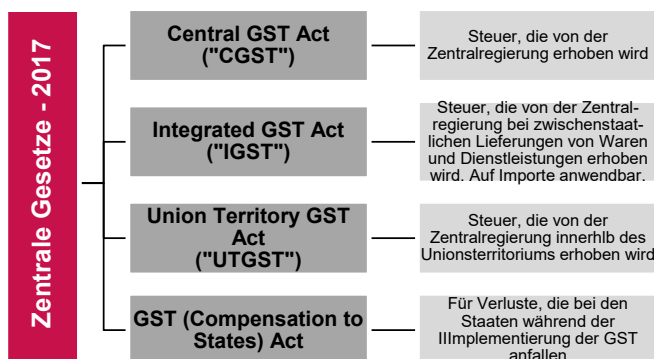 Zentrale Gesetze - 2017
Central GST Act
("CGST")
Steuer, die von der
Zentralregierung erhoben wird
Integrated GST Act
("IGST")
Steuer, die von der Zentral-
regierung bei zwischenstaat-
lichen Lieferungen von Waren
und Dienstleistungen erhoben
wird. Auf Importe anwendbar.
Union Territory GST
Act
("UTGST")
Steuer, die von der
Zentralregierung innerhlb des
Unionsterritoriums erhoben wird
GST (Compensation to
States) Act
Für Verluste, die bei den
Staaten während der
IIImplementierung der GST
anfallen